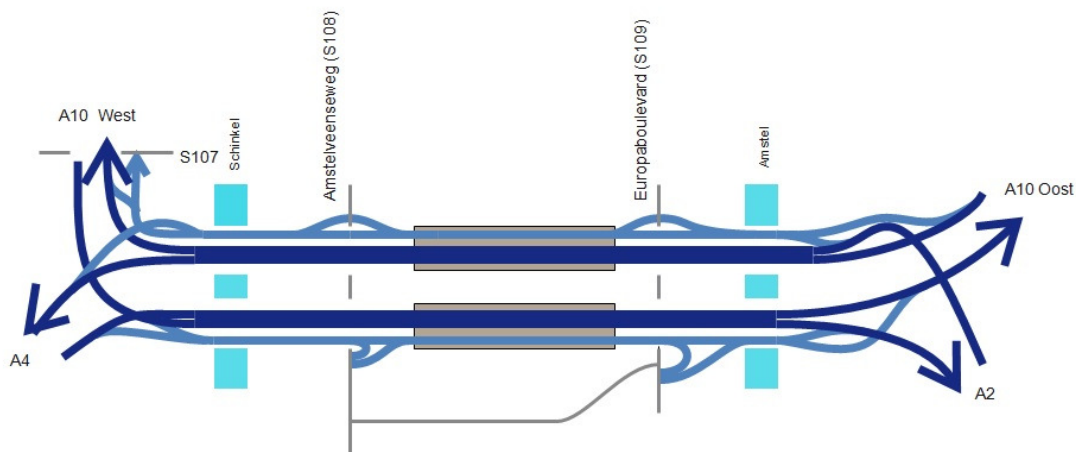 A10 West
S107
Schinkel
Amstelveenseweg (S108)
Europaboulevard (S109)
Amstel
A10 Oost
A4
A2